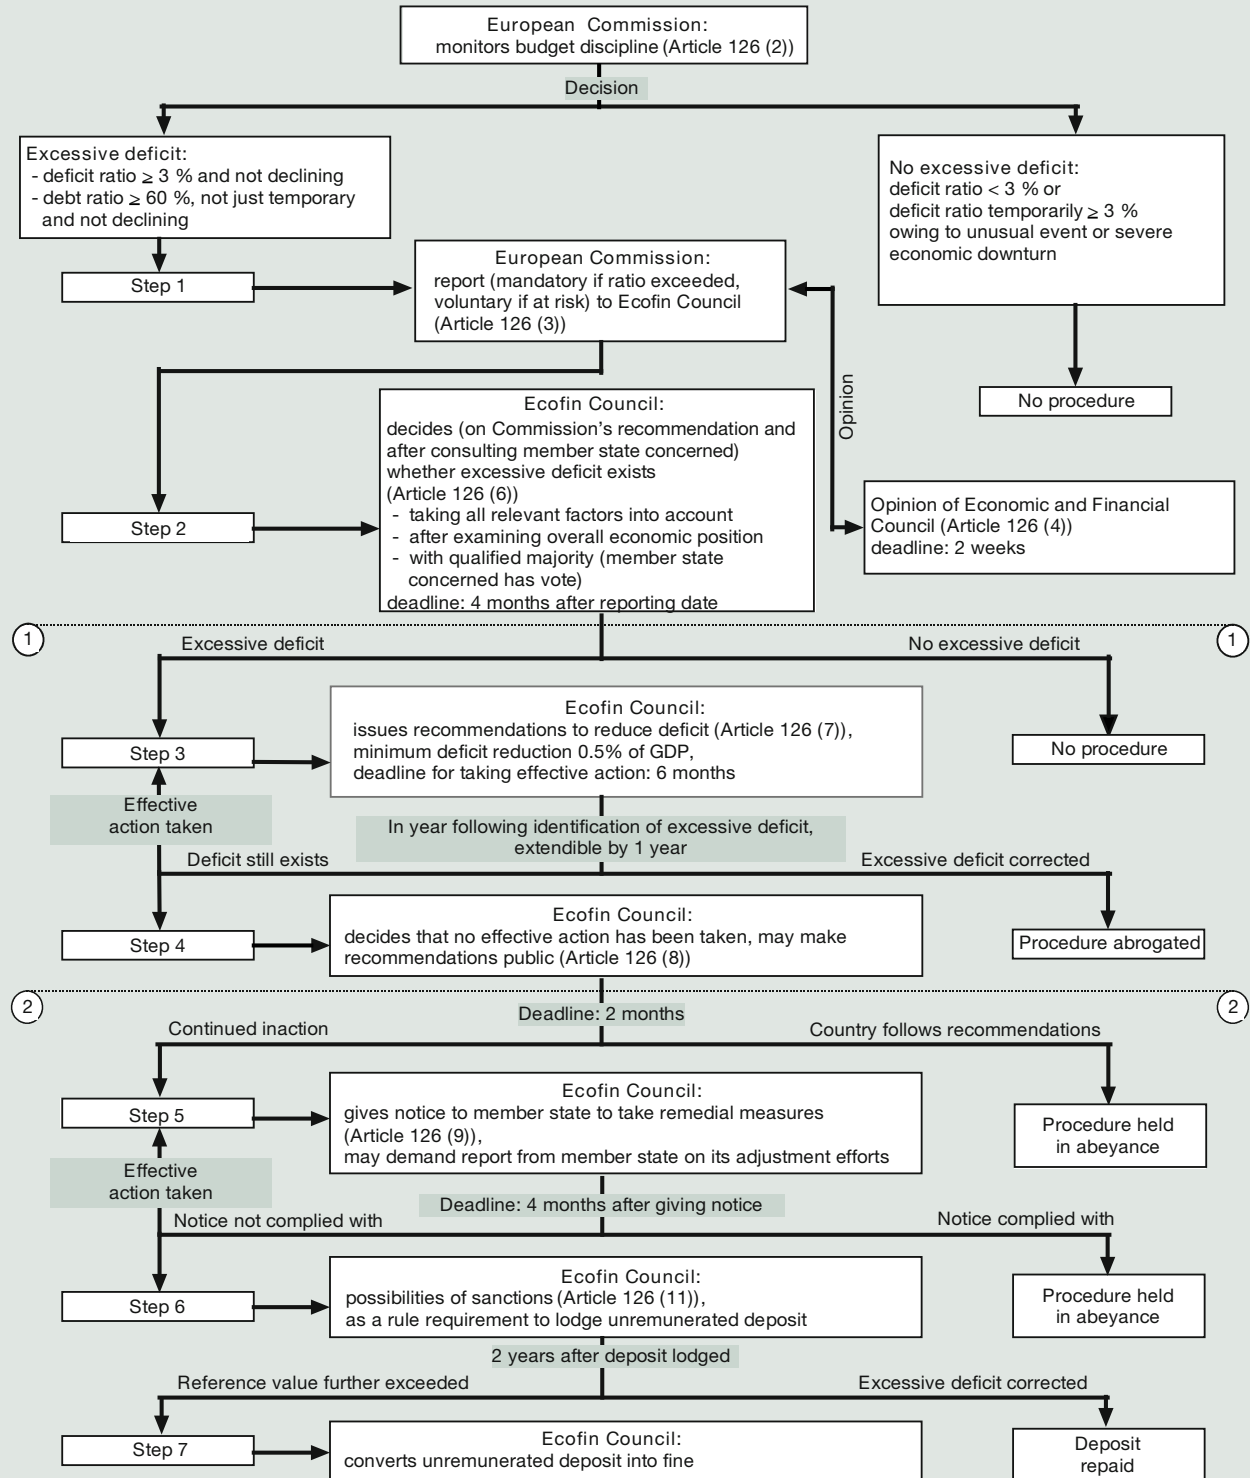 European Commission:
monitors budget discipline (Article 126 (2))
Decision
Excessive deficit:
- deficit ratio ≥ 3 % and not declining
- debt ratio ≥ 60 %, not just temporary
and not declining
No excessive deficit:
deficit ratio < 3 % or
deficit ratio temporarily ≥ 3 %
owing to unusual event or severe
economic downturn
Step 1
European Commission:
report (mandatory if ratio exceeded,
voluntary if at risk) to Ecofin Council
(Article 126 (3))
No procedure
Opinion
Step 2
Ecofin Council:
decides (on Commission's recommendation and
after consulting member state concerned)
whether excessive deficit exists
(Article 126 (6))
- taking all relevant factors into account
- after examining overall economic position
- with qualified majority (member state
concerned has vote)
deadline: 4 months after reporting date
Opinion of Economic and Financial
Council (Article 126 (4))
deadline: 2 weeks
1
1
Excessive deficit
No excessive deficit
Step 3
Ecofin Council:
issues recommendations to reduce deficit (Article 126 (7)),
minimum deficit reduction 0.5% of GDP,
deadline for taking effective action: 6 months
No procedure
Effective
action taken
In year following identification of excessive deficit,
extendible by 1 year
Deficit still exists
Excessive deficit corrected
Step 4
Ecofin Council:
decides that no effective action has been taken, may make
recommendations public (Article 126 (8))
Procedure abrogated
2
2
Deadline: 2 months
Continued inaction
Country follows recommendations
Step 5
Ecofin Council:
gives notice to member state to take remedial measures
(Article 126 (9)),
may demand report from member state on its adjustment efforts
Procedure held
in abeyance
Effective
action taken
Deadline: 4 months after giving notice
Notice not complied with
Notice complied with
Step 6
Ecofin Council:
possibilities of sanctions (Article 126 (11)),
as a rule requirement to lodge unremunerated deposit
Procedure held
in abeyance
2 years after deposit lodged
Reference value further exceeded
Excessive deficit corrected
Step 7
Ecofin Council:
converts unremunerated deposit into fine
Deposit
repaid